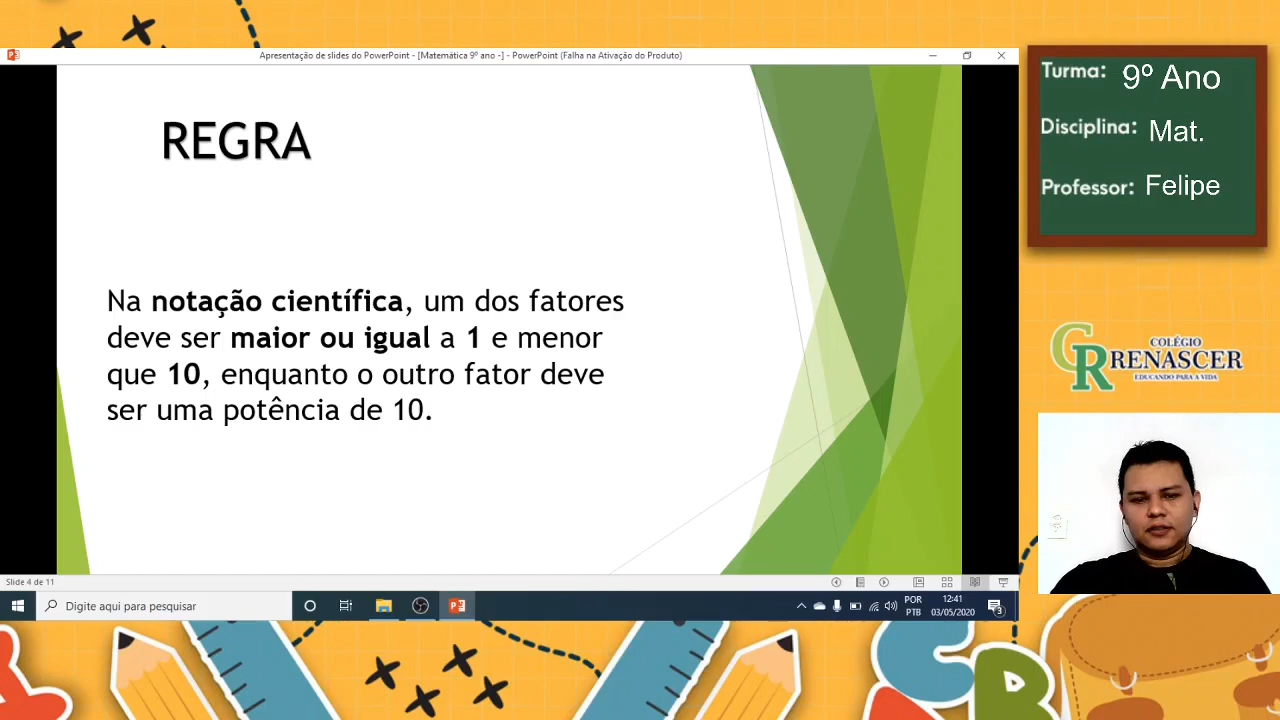 Apresentação de slides do PowerPoint - [Matemática 9º ano -] - PowerPoint (Falha na Ativação do Produto)
REGRA
Na notação científica, um dos fatores
deve ser maior ou igual a 1 e menor
que 10, enquanto o outro fator deve
ser uma potência de 10.
Slide 4 de 11
Digite aqui para pesquisar
POR
PTB
12:41
03/05/2020
3
Turma: 9º Ano
Disciplina: Mat.
Professor: Felipe
CR
COLÉGIO
RENASCER
EDUCANDO PARA A VIDA